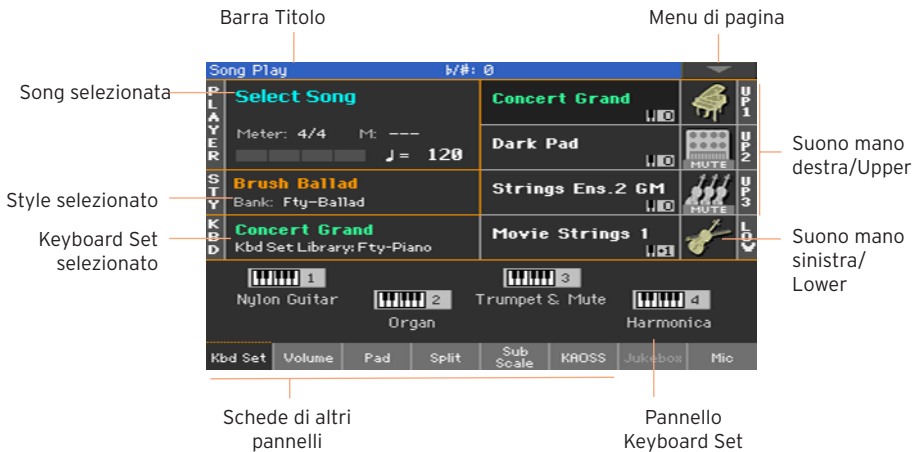 Barra Titolo
Menu di pagina
Song selezionata
Style selezionato
Keyboard Set
selezionato
Song Play
♭/#: 0
PLAYER
Select Song
Meter: 4/4 M: ---
♩= 120
STY
Brush Ballad
Bank: Fty-Ballad
KBD
Concert Grand
Kbd Set Library: Fty-Piano
Concert Grand
0
UP1
Dark Pad
0
MUTE
UP2
Strings Ens.2 GM
0
MUTE
UP3
Movie Strings 1
+1
LOW
Suono mano
destra/Upper
Suono mano
sinistra/
Lower
1
Nylon Guitar
2
Organ
3
Trumpet & Mute
4
Harmonica
Kbd Set
Volume
Pad
Split
Sub
Scale
KAOSS
Jukebox
Mic
Schede di altri
pannelli
Pannello
Keyboard Set